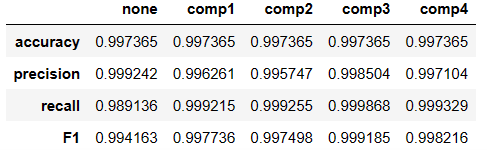 none comp1 comp2 comp3 comp4
accuracy 0.997365 0.997365 0.997365 0.997365 0.997365
precision 0.999242 0.996261 0.995747 0.998504 0.997104
recall 0.989136 0.999215 0.999255 0.999868 0.999329
F1 0.994163 0.997736 0.997498 0.999185 0.998216